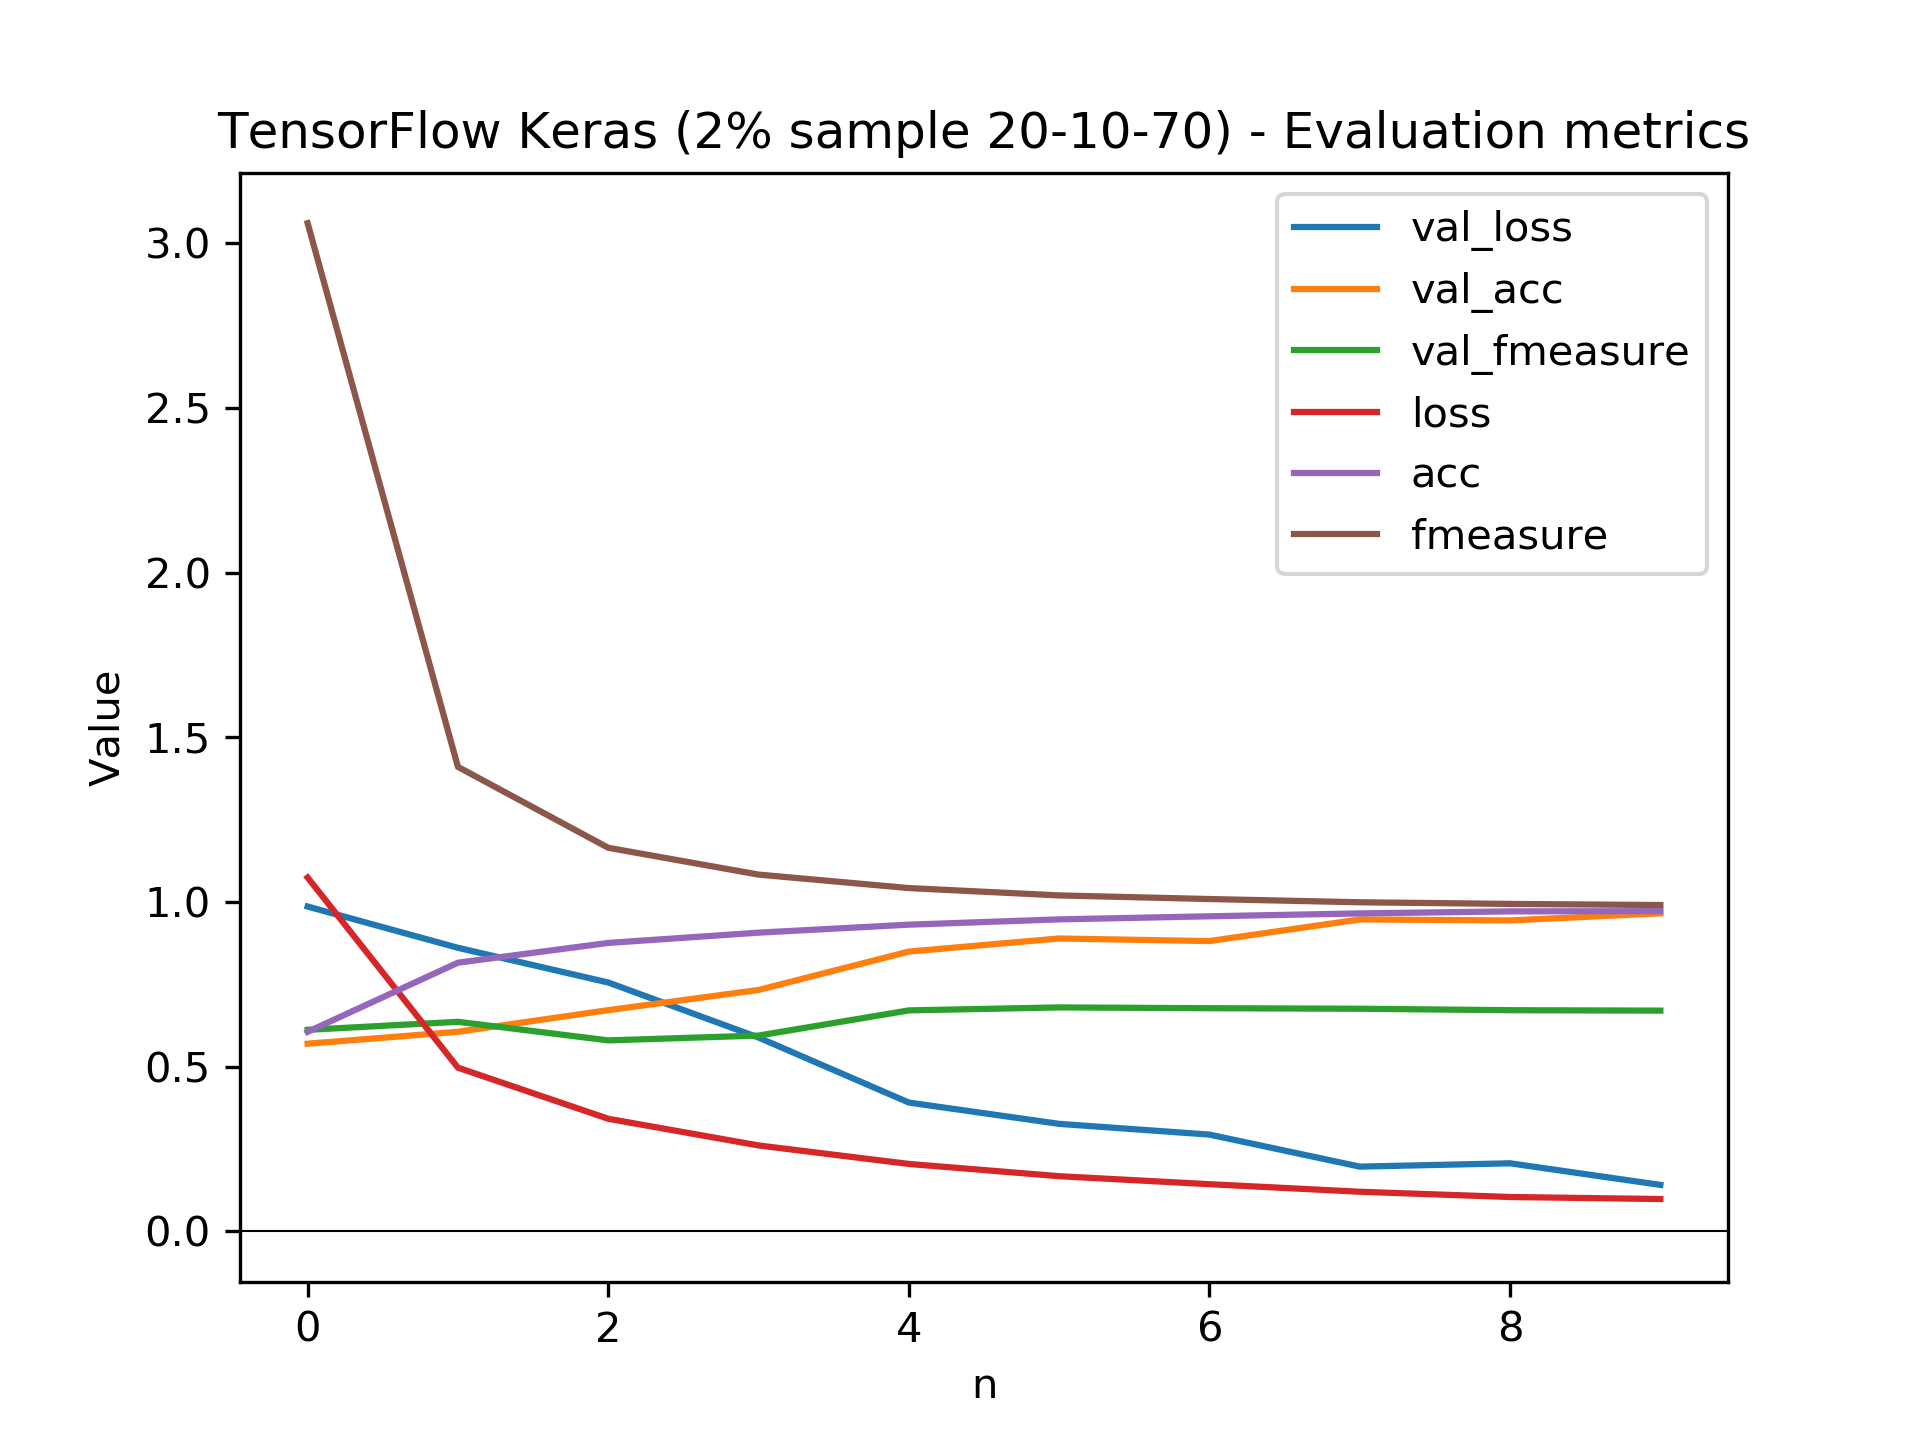 TensorFlow Keras (2% sample 20-10-70) - Evaluation metrics
val_loss
val_acc
val_fmeasure
loss
acc
fmeasure
Value
3.0
2.5
2.0
1.5
1.0
0.5
0.0
0 2 4 6 8
n